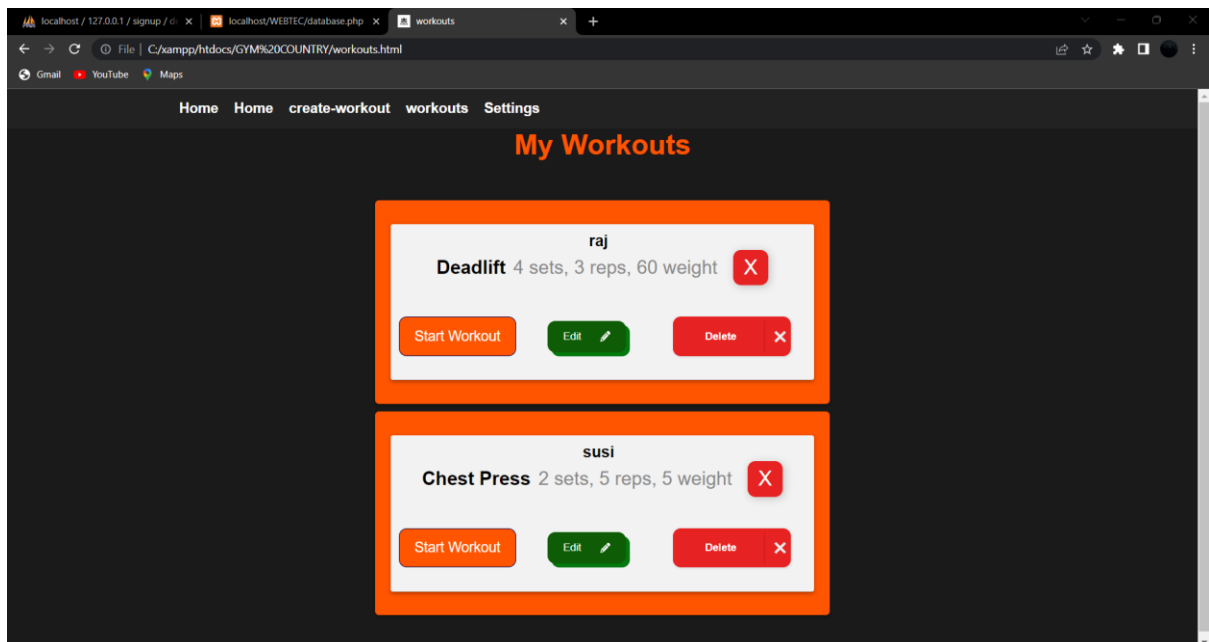 localhost / 127.0.0.1 / signup / d
localhost/WEBTEC/database.php
workouts
File | C:/xampp/htdocs/GYM%20COUNTRY/workouts.html
Gmail YouTube Maps
Home Home create-workout workouts Settings
My Workouts
raj
Deadlift 4 sets, 3 reps, 60 weight X
Start Workout Edit Delete
susi
Chest Press 2 sets, 5 reps, 5 weight X
Start Workout Edit Delete